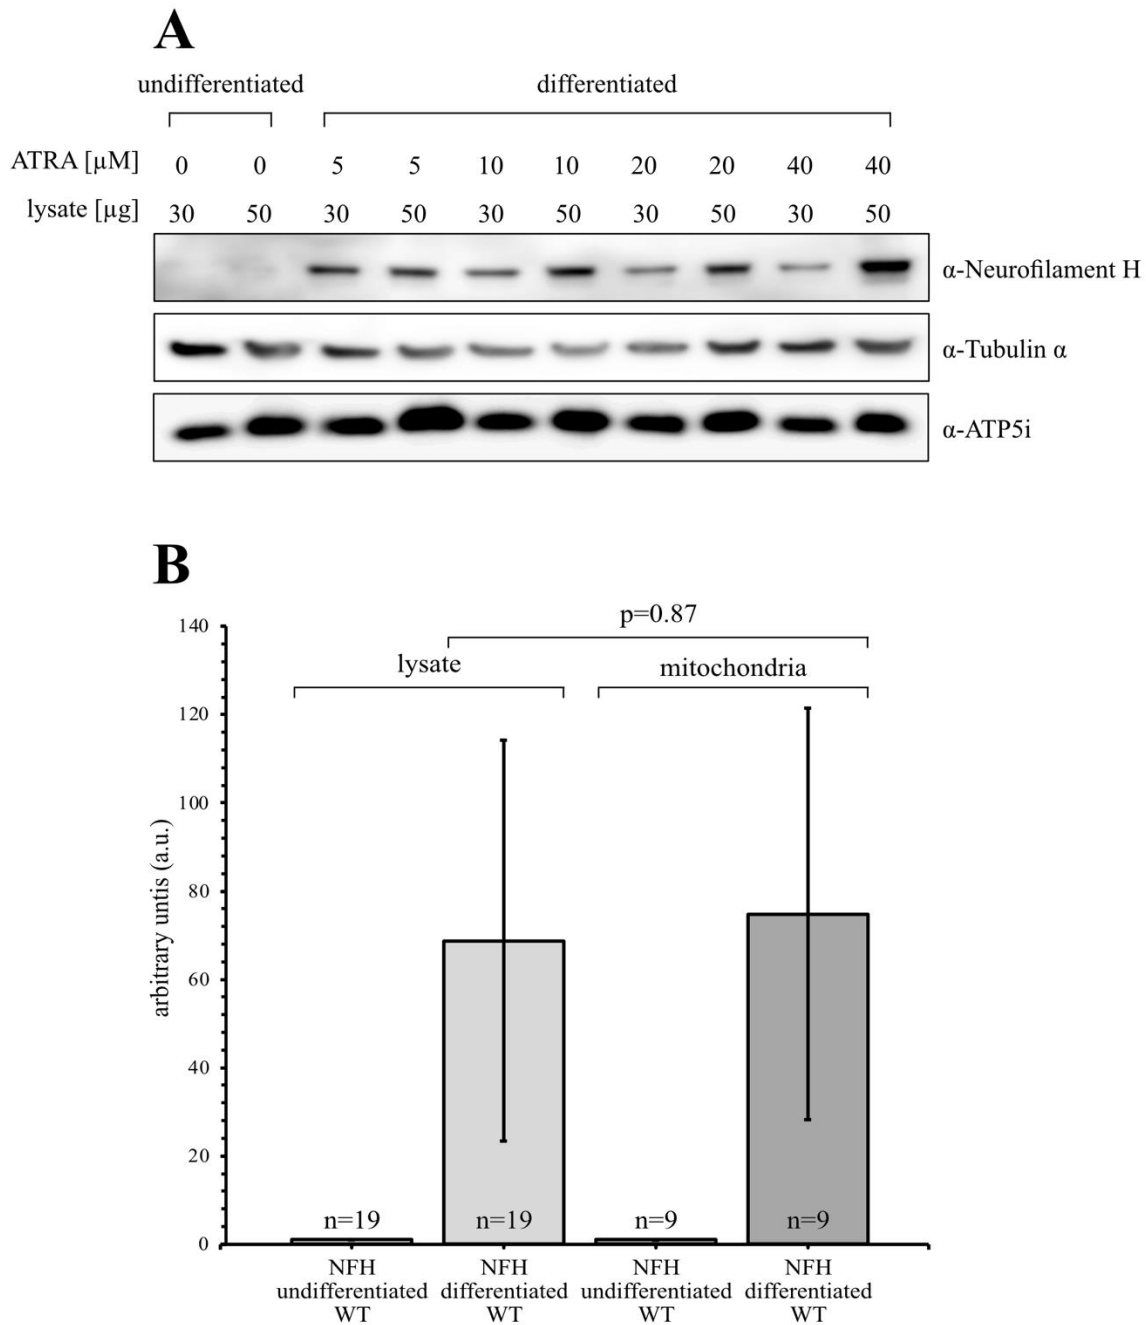 A
undifferentiated differentiated
ATRA [µM] 0 0 5 5 10 10 20 20 40 40
lysate [µg] 30 50 30 50 30 50 30 50 30 50
α-Neurofilament H
α-Tubulin α
α-ATP5i
B
p=0.87
lysate mitochondria
arbitrary untis (a.u.)
140
120
100
80
60
40
20
0
n=19 n=19 n=9 n=9
NFH NFH NFH NFH
undifferentiated differentiated undifferentiated differentiated
WT WT WT WT